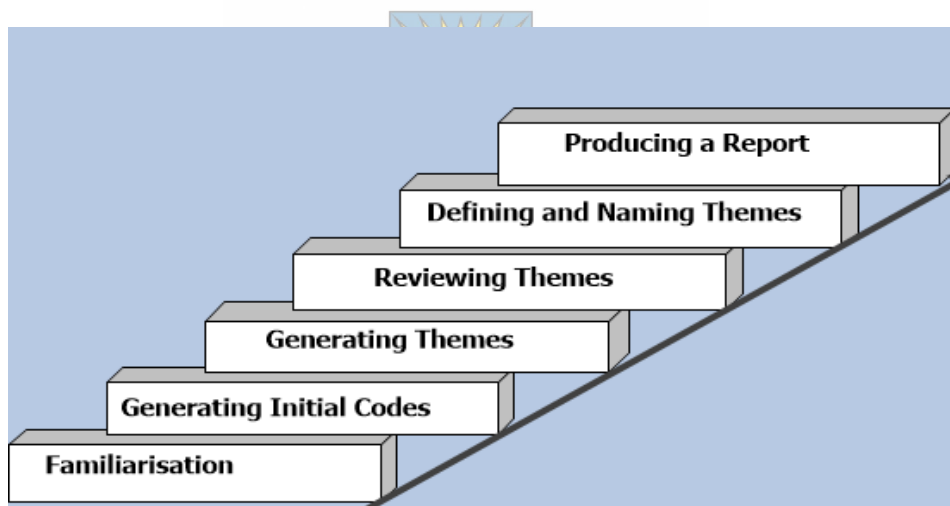 Producing a Report
Defining and Naming Themes
Reviewing Themes
Generating Themes
Generating Initial Codes
Familiarisation